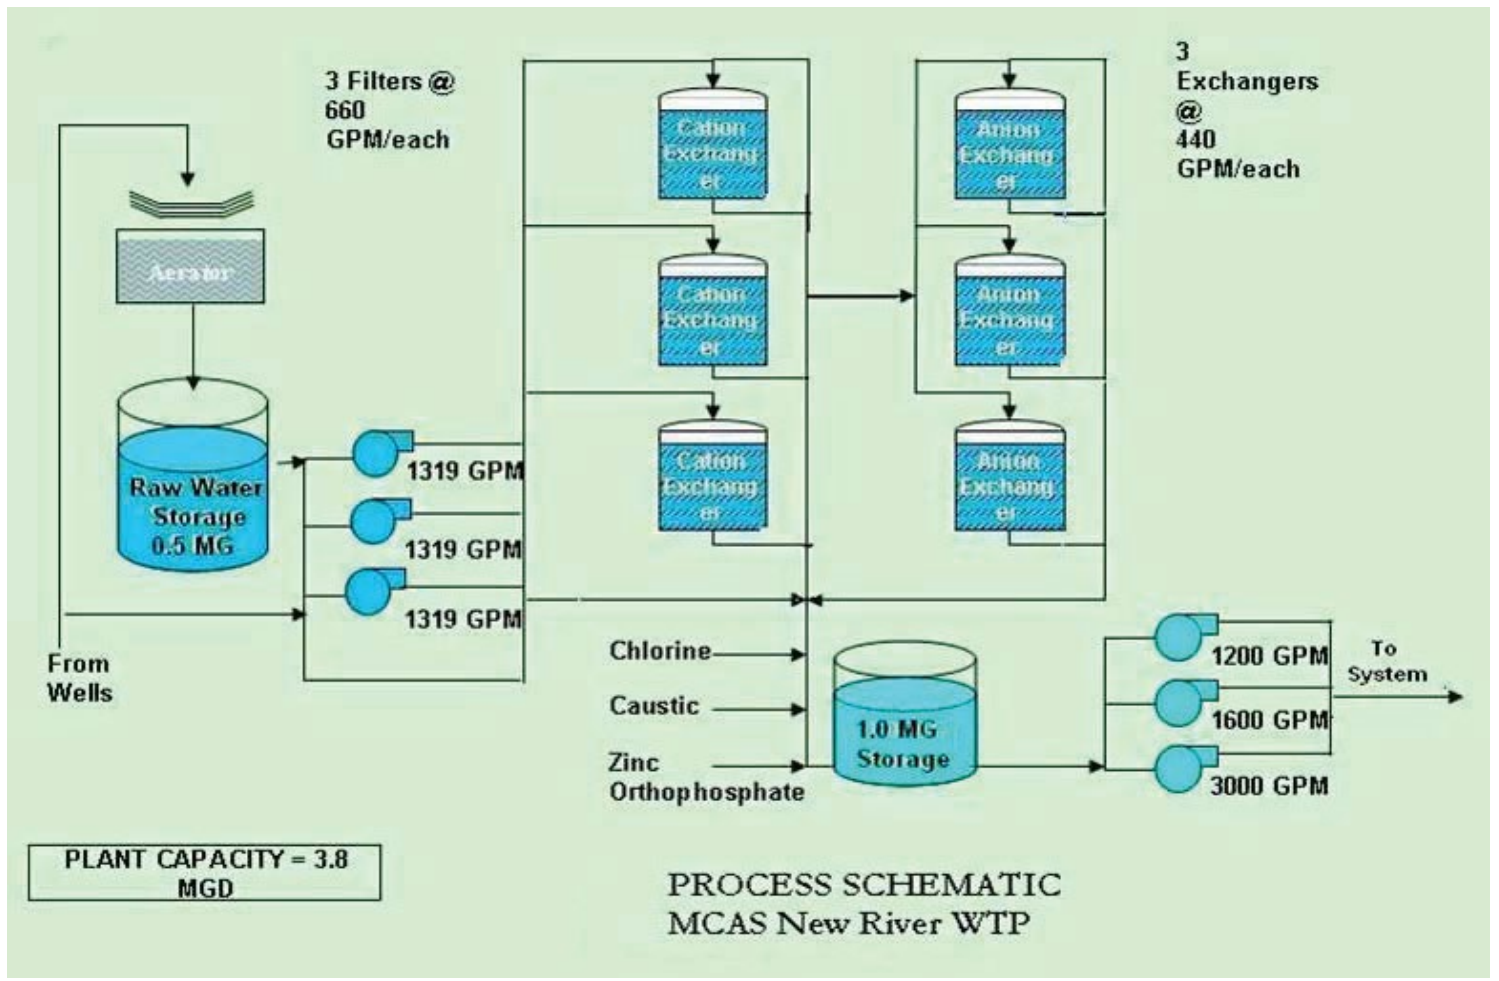 3 Filters @
660
GPM/each
3
Exchangers
@
440
GPM/each
Cation
Exchang
er
Anion
Exchang
er
Aerator
Cation
Exchang
er
Anion
Exchang
er
Cation
Exchang
er
Anion
Exchang
er
Raw Water
Storage
0.5 MG
1319 GPM
1319 GPM
1319 GPM
From
Wells
Chlorine
Caustic
Zinc
Orthophosphate
1.0 MG
Storage
1200 GPM
1600 GPM
3000 GPM
To
System
PLANT CAPACITY = 3.8
MGD
PROCESS SCHEMATIC
MCAS New River WTP